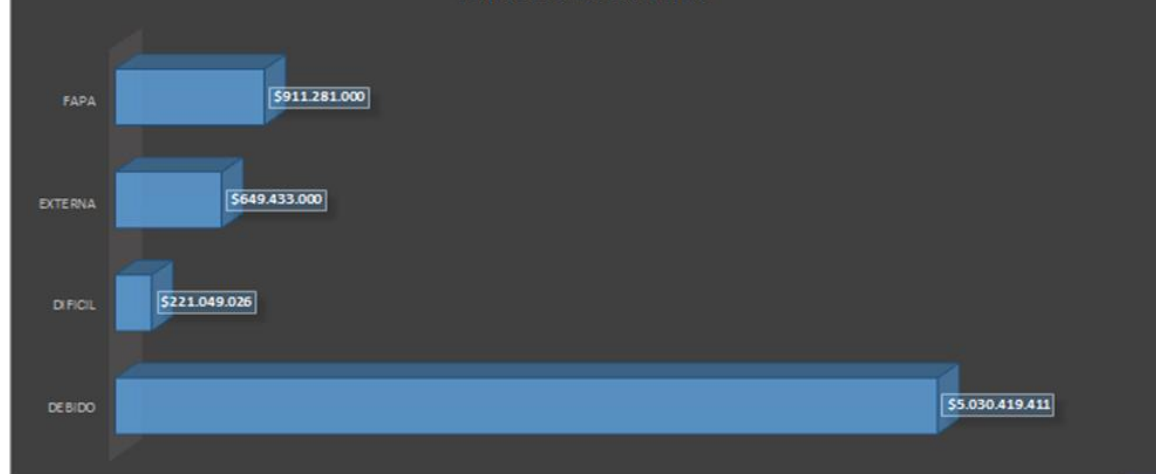 FAPA
$911.281.000
EXTERNA
$649.433.000
DIFICIL
$221.049.026
DEBIDO
$5.030.419.411